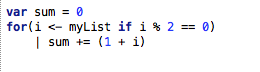 var sum = 0
for(i <- myList if i % 2 == 0)
    | sum += (1 + i)